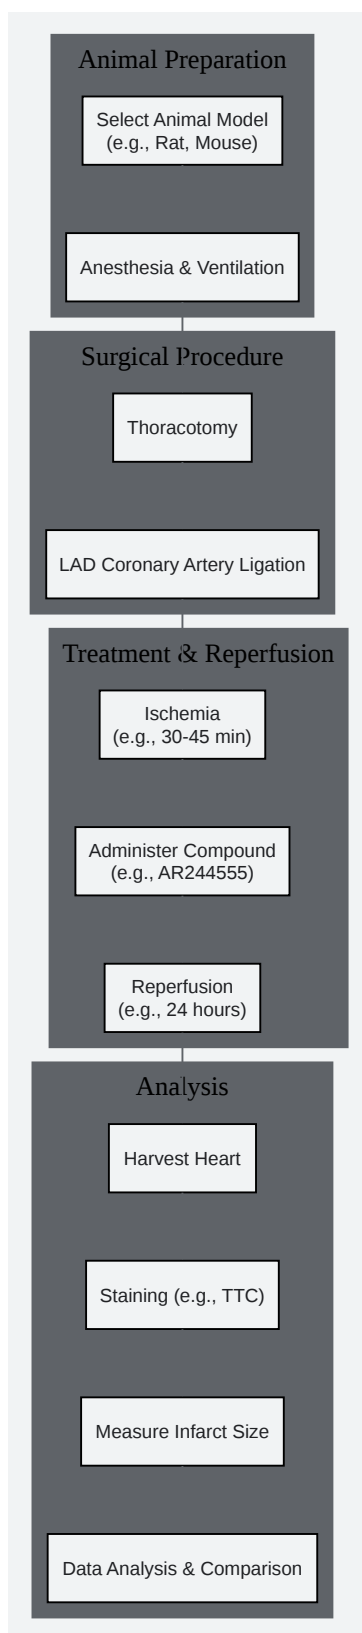 Animal Preparation
Select Animal Model
(e.g., Rat, Mouse)
Anesthesia & Ventilation
Surgical Procedure
Thoracotomy
LAD Coronary Artery Ligation
Treatment & Reperfusion
Ischemia
(e.g., 30-45 min)
Administer Compound
(e.g., AR244555)
Reperfusion
(e.g., 24 hours)
Analysis
Harvest Heart
Staining (e.g., TTC)
Measure Infarct Size
Data Analysis & Comparison